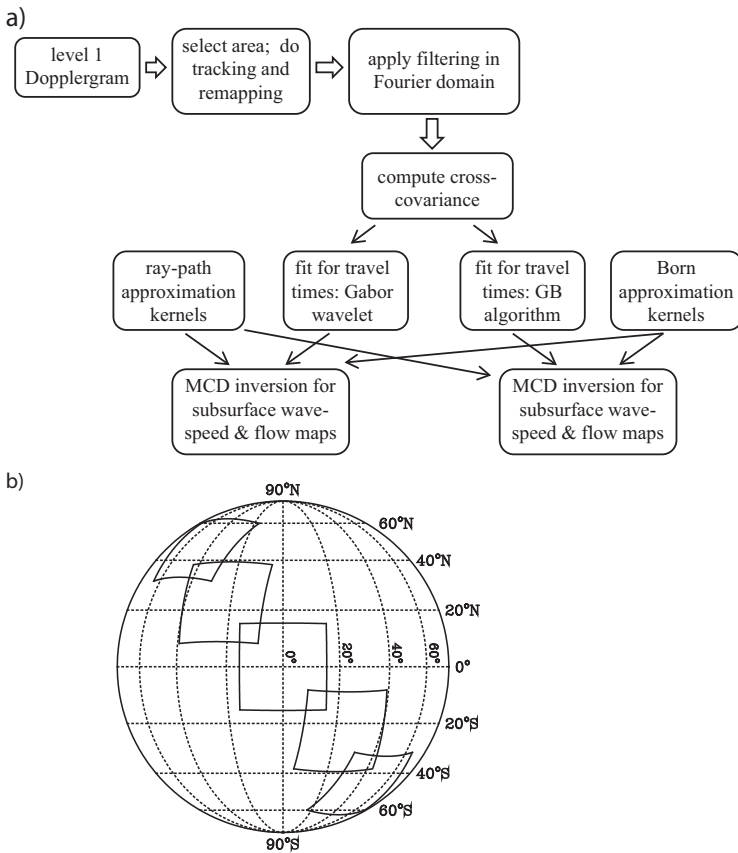 a)
level 1
Dopplergram
select area; do
tracking and
remapping
apply filtering in
Fourier domain
compute cross-
covariance
ray-path
approximation
kernels
fit for travel
times: Gabor
wavelet
fit for travel
times: GB
algorithm
Born
approximation
kernels
MCD inversion for
subsurface wave-
speed & flow maps
MCD inversion for
subsurface wave-
speed & flow maps
b)
90°N
60°N
40°N
20°N
0°
20°
40°
60°
0°
20°S
40°S
60°S
90°S